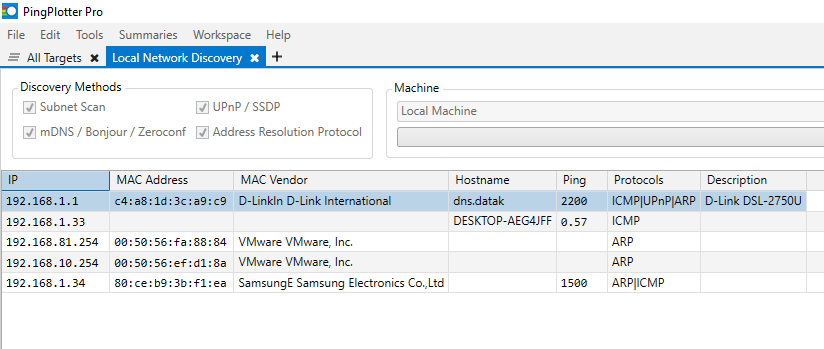 PingPlotter Pro
File Edit Tools Summaries Workspace Help
All Targets Local Network Discovery
Discovery Methods Machine
Subnet Scan UPnP / SSDP Local Machine
mDNS / Bonjour / Zeroconf Address Resolution Protocol
IP MAC Address MAC Vendor Hostname Ping Protocols Description
192.168.1.1 c4:a8:1d:3c:a9:c9 D-LinkIn D-Link International dns.datak 2200 ICMP|UPnP|ARP D-Link DSL-2750U
192.168.1.33 DESKTOP-AEG4JFF 0.57 ICMP
192.168.81.254 00:50:56:fa:88:84 VMware VMware, Inc. ARP
192.168.10.254 00:50:56:ef:d1:8a VMware VMware, Inc. ARP
192.168.1.34 80:ce:b9:3b:f1:ea SamsungE Samsung Electronics Co.,Ltd 1500 ARP|ICMP